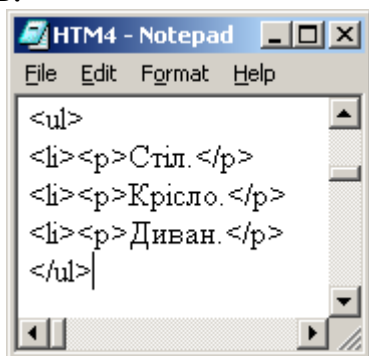 HTM4 - Notepad
File Edit Format Help
<ul>
<li><p>Стіл.</p>
<li><p>Крісло.</p>
<li><p>Диван.</p>
</ul>